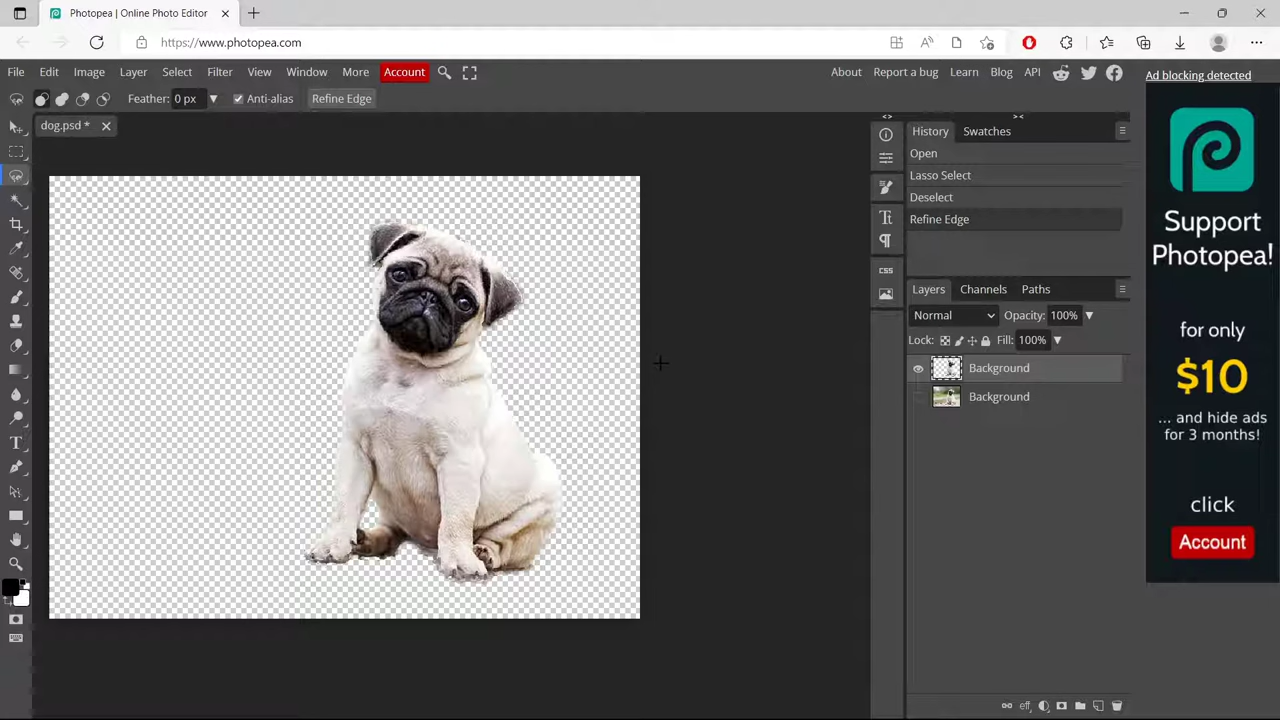 Photopea | Online Photo Editor
https://www.photopea.com
File Edit Image Layer Select Filter View Window More Account
About Report a bug Learn Blog API
Ad blocking detected
Feather: 0 px Anti-alias Refine Edge
dog.psd *
History Swatches
Open
Lasso Select
Deselect
Refine Edge
CSS
Layers Channels Paths
Normal Opacity: 100%
Lock: Fill: 100%
Background
Background
eff
Support
Photopea!
for only
$10
... and hide ads
for 3 months!
click
Account